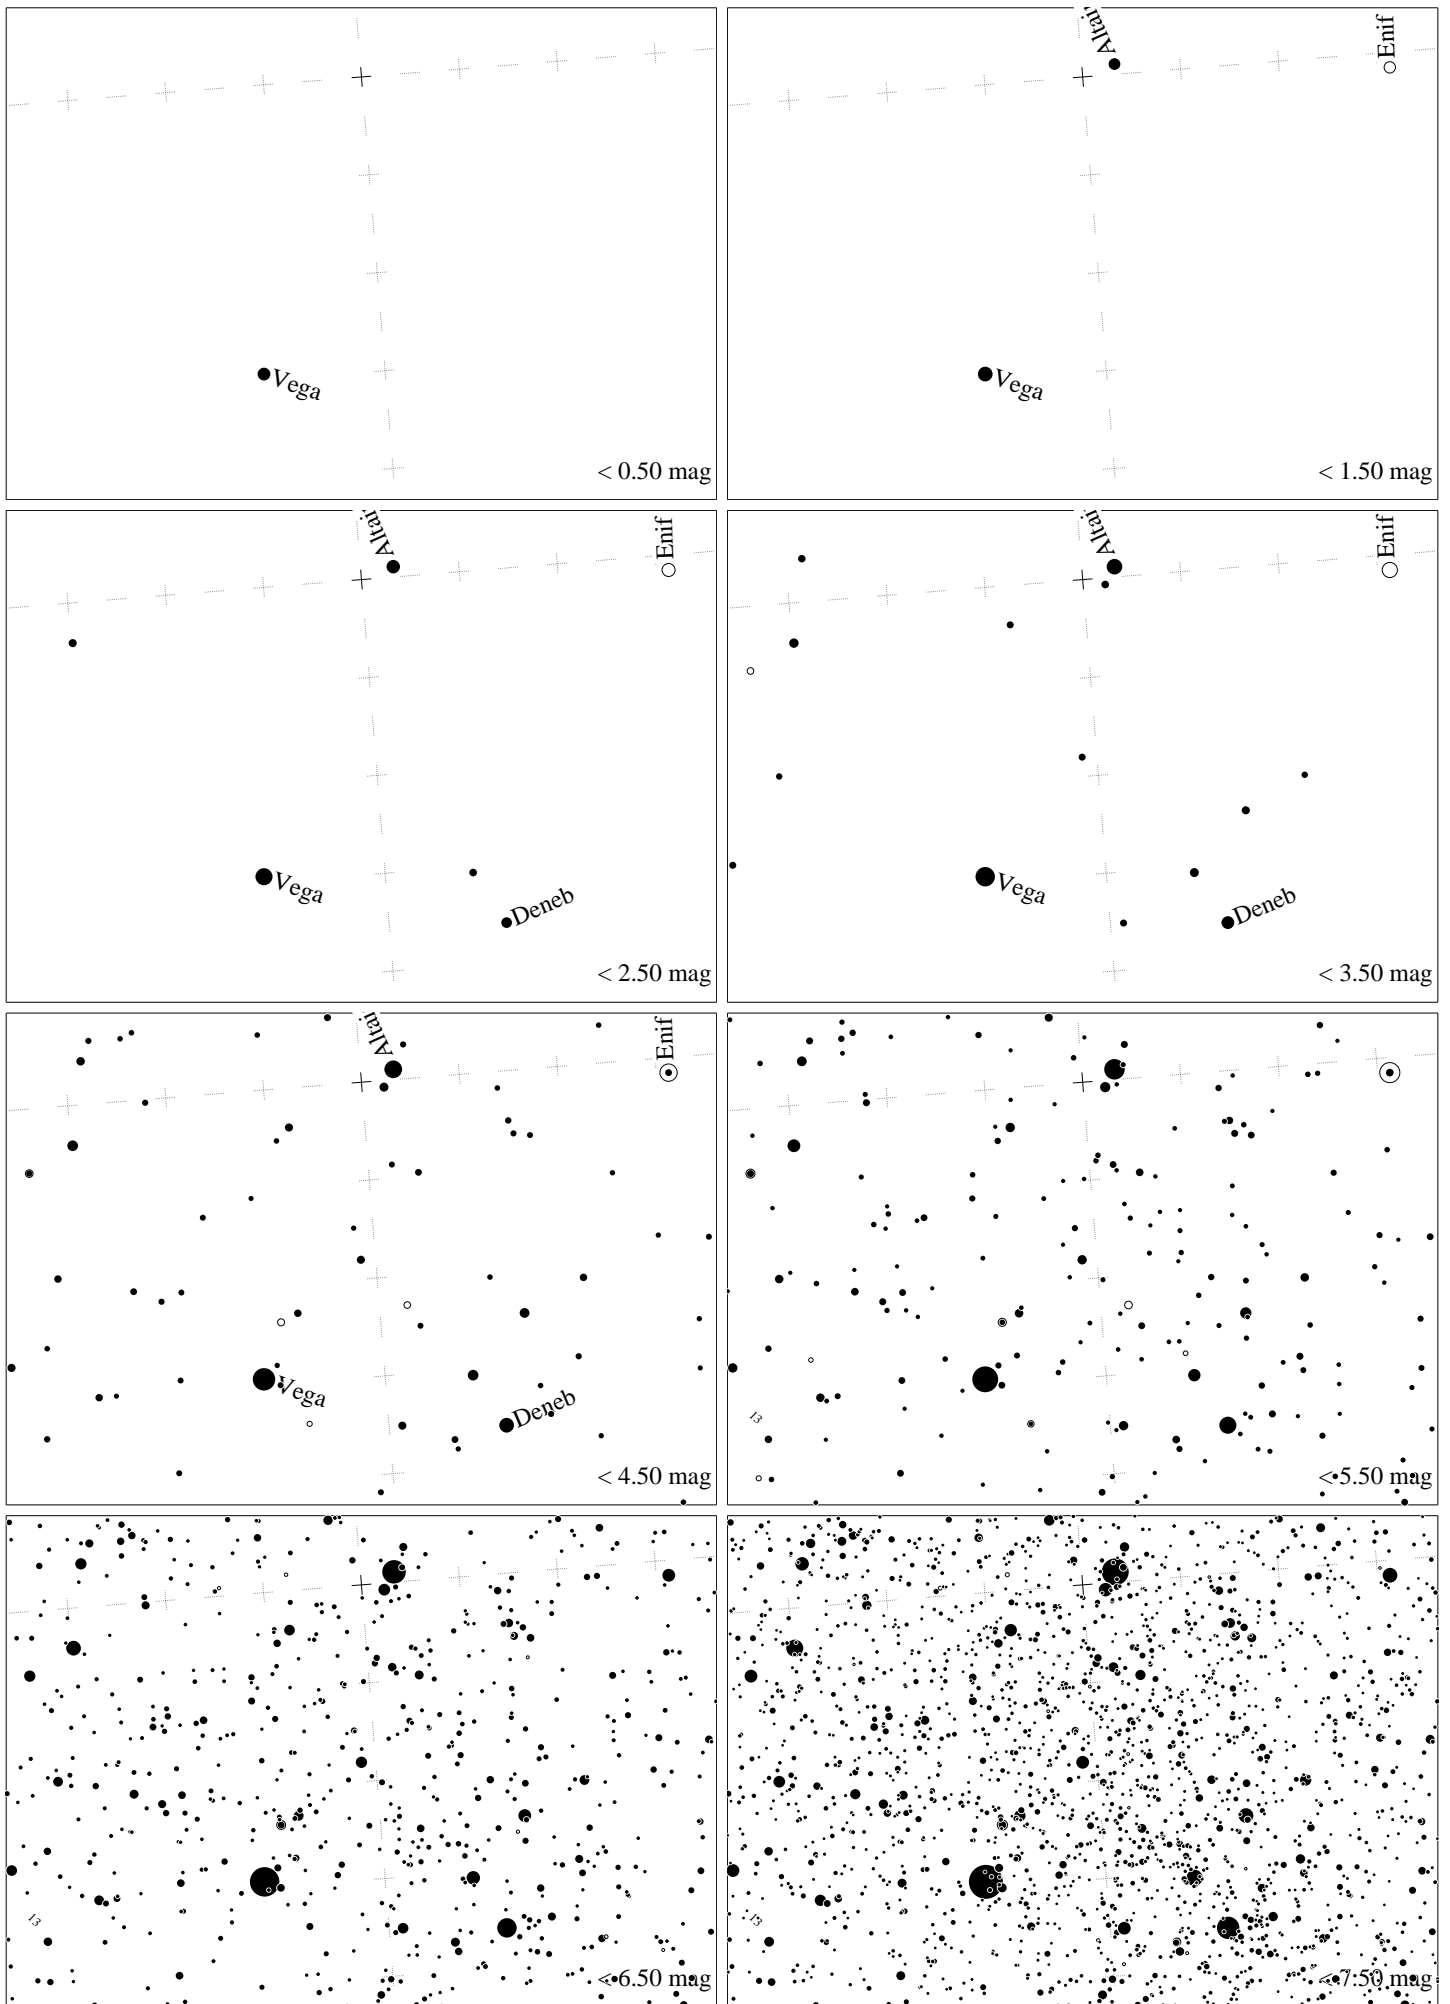 Vega
< 0.50 mag
Altair
Enif
Vega
< 1.50 mag
Altair
Enif
Vega
Deneb
< 2.50 mag
Altair
Enif
Vega
Deneb
< 3.50 mag
Altair
Enif
Vega
Deneb
< 4.50 mag
13
< 5.50 mag
13
< 6.50 mag
13
< 7.50 mag